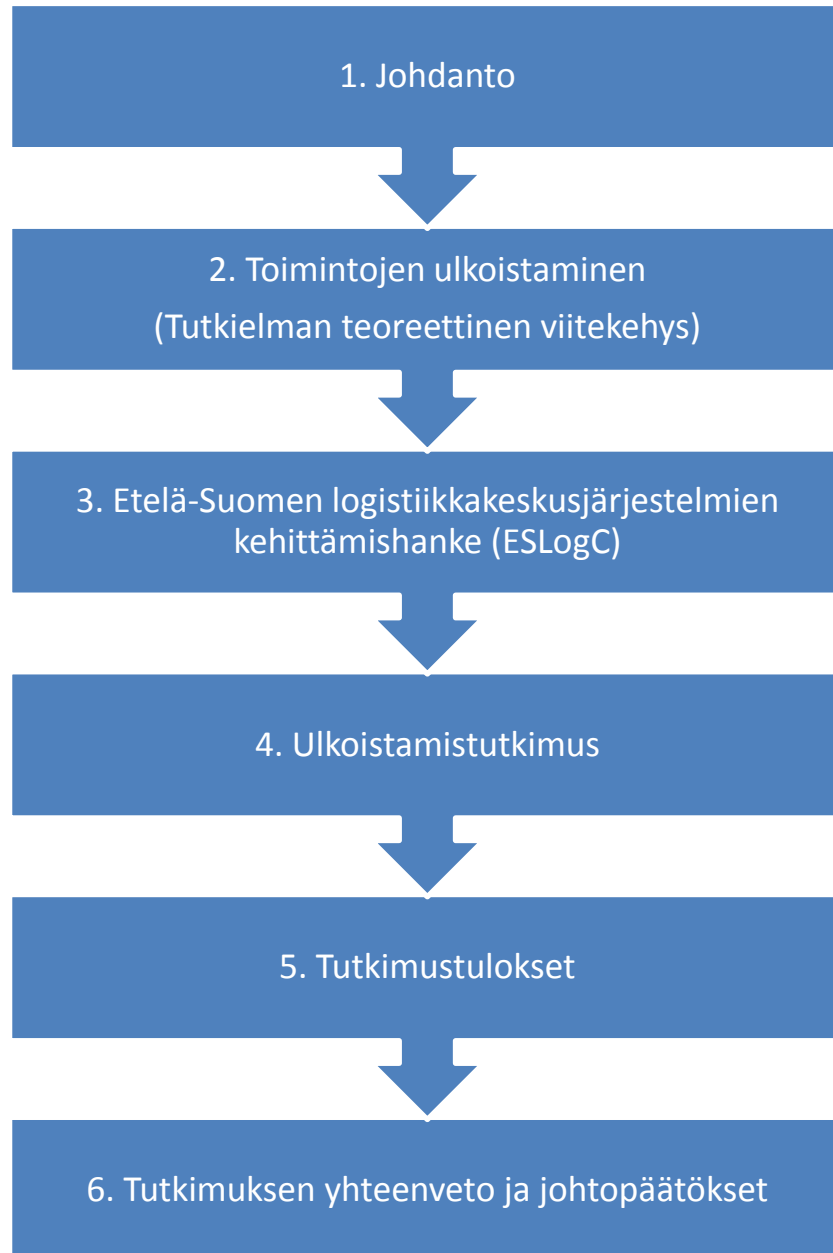 1. Johdanto
2. Toimintojen ulkoistaminen
(Tutkielman teoreettinen viitekehys)
3. Etelä-Suomen logistiikkakeskusjärjestelmien
kehittämishanke (ESLogC)
4. Ulkoistamistutkimus
5. Tutkimustulokset
6. Tutkimuksen yhteenveto ja johtopäätökset